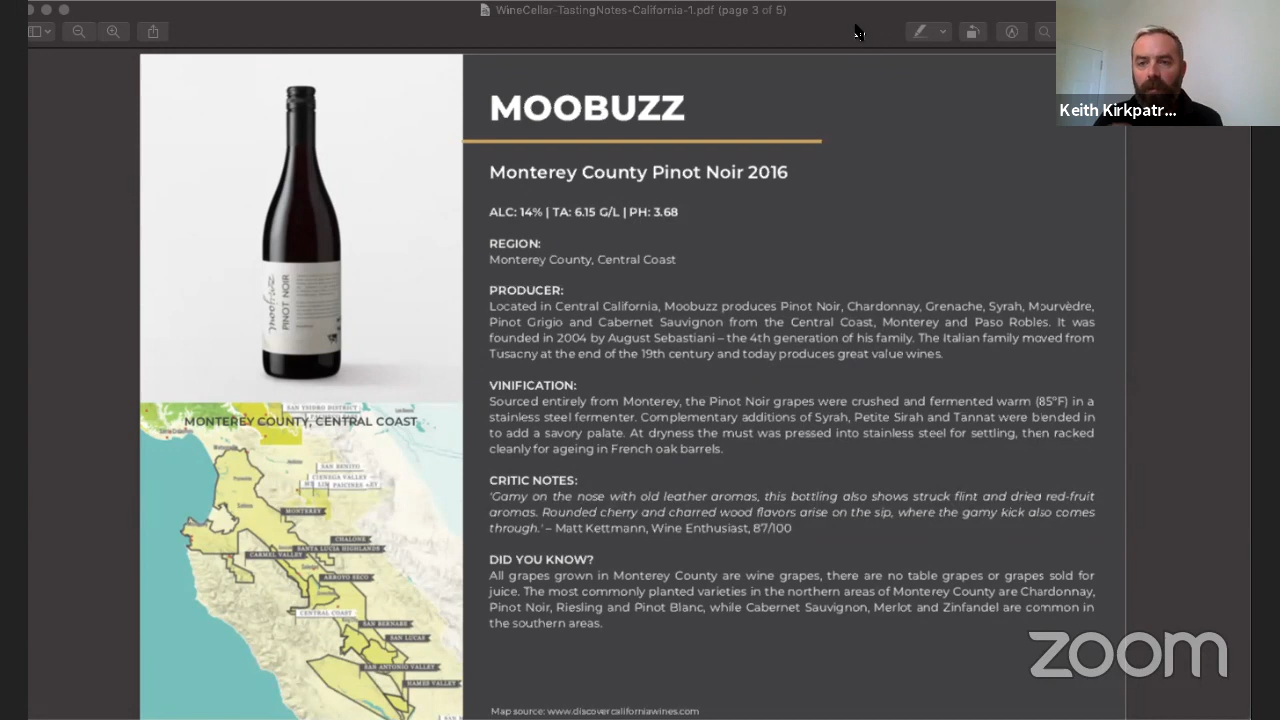 WineCellar-TastingNotes-California-1.pdf (page 3 of 5)
Keith Kirkpatr...
MOOBUZZ
Monterey County Pinot Noir 2016
ALC: 14% | TA: 6.15 G/L | PH: 3.68
REGION:
Monterey County, Central Coast
PRODUCER:
Located in Central California, Moobuzz produces Pinot Noir, Chardonnay, Grenache, Syrah, Mourvèdre,
Pinot Grigio and Cabernet Sauvignon from the Central Coast, Monterey and Paso Robles. It was
founded in 2004 by August Sebastiani – the 4th generation of his family. The Italian family moved from
Tusacny at the end of the 19th century and today produces great value wines.
VINIFICATION:
Sourced entirely from Monterey, the Pinot Noir grapes were crushed and fermented warm (85°F) in a
stainless steel fermenter. Complementary additions of Syrah, Petite Sirah and Tannat were blended in
to add a savory palate. At dryness the must was pressed into stainless steel for settling, then racked
cleanly for ageing in French oak barrels.
CRITIC NOTES:
'Gamy on the nose with old leather aromas, this bottling also shows struck flint and dried red-fruit
aromas. Rounded cherry and charred wood flavors arise on the sip, where the gamy kick also comes
through.' – Matt Kettmann, Wine Enthusiast, 87/100
DID YOU KNOW?
All grapes grown in Monterey County are wine grapes, there are no table grapes or grapes sold for
juice. The most commonly planted varieties in the northern areas of Monterey County are Chardonnay,
Pinot Noir, Riesling and Pinot Blanc, while Cabernet Sauvignon, Merlot and Zinfandel are common in
the southern areas.
Map source: www.discovercaliforniawines.com
moobuzz
PINOT NOIR
SAN YSIDRO DISTRICT
MONTEREY COUNTY, CENTRAL COAST
SAN BENITO
CIENEGA VALLEY
PAICINES
MONTEREY
CHALONE
SANTA LUCIA HIGHLANDS
CARMEL VALLEY
ARROYO SECO
CENTRAL COAST
SAN BERNABE
SAN LUCAS
SAN ANTONIO VALLEY
HAMES VALLEY
zoom